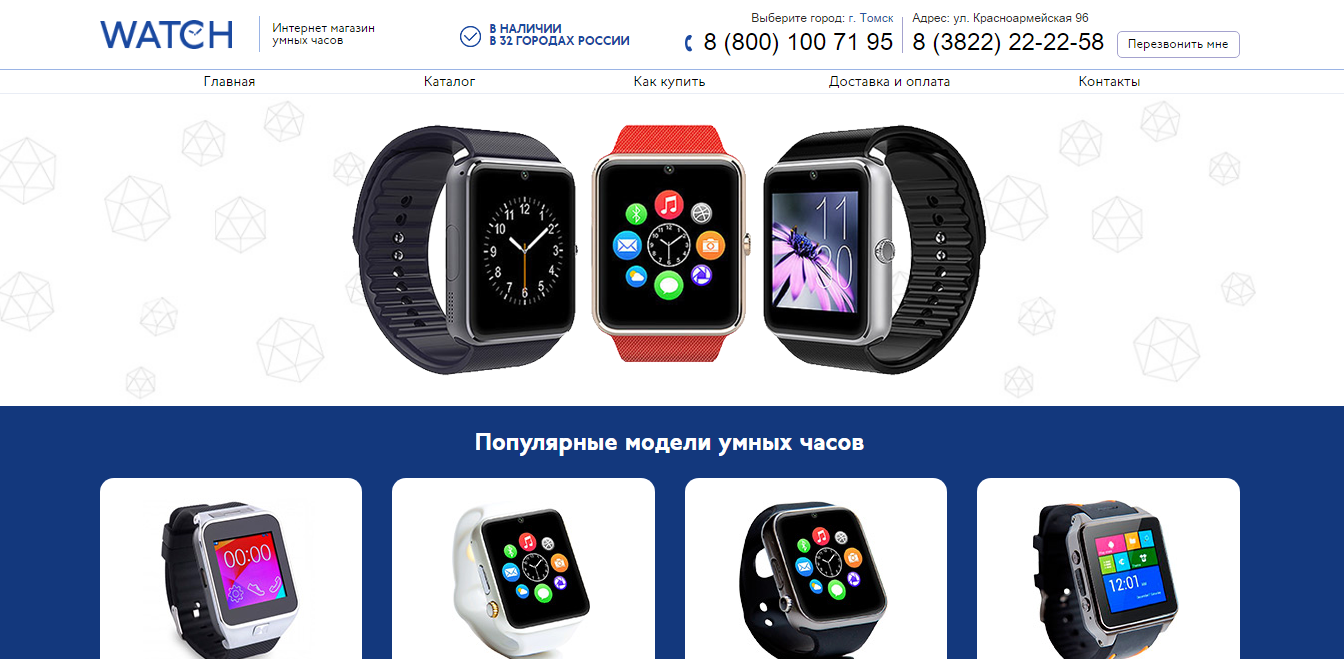 WATCH
Интернет магазин
умных часов
В НАЛИЧИИ
В 32 ГОРОДАХ РОССИИ
Выберите город: г. Томск
8 (800) 100 71 95
Адрес: ул. Красноармейская 96
8 (3822) 22-22-58
Перезвонить мне
Главная
Каталог
Как купить
Доставка и оплата
Контакты
Популярные модели умных часов
00:00
12:01